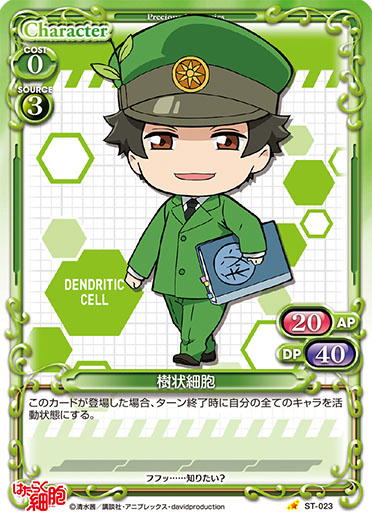 Precious Memories
Character
COST
0
SOURCE
3
DENDRITIC
CELL
20 AP
DP 40
樹状細胞
このカードが登場した場合、ターン終了時に自分の全てのキャラを活
動状態にする。
はたらく
細胞
フフッ……知りたい?
ST-023
©清水茜/講談社・アニプレックス・davidproduction